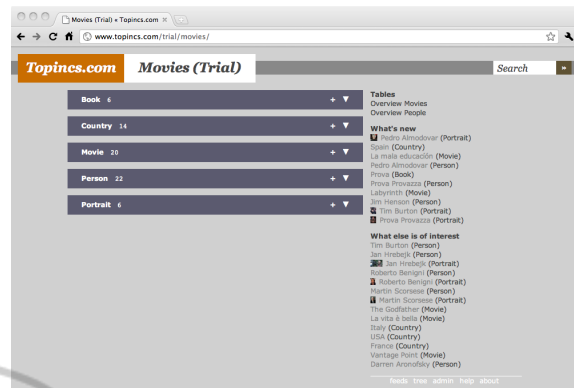 Movies (Trial) « Topincs.com ×
www.topincs.com/trial/movies/
Topincs.com Movies (Trial) Search »
Book 6 + ▼
Country 14 + ▼
Movie 20 + ▼
Person 22 + ▼
Portrait 6 + ▼
Tables
Overview Movies
Overview People
What's new
Pedro Almodovar (Portrait)
Spain (Country)
La mala educación (Movie)
Pedro Almodovar (Person)
Prova (Book)
Prova Provazza (Person)
Labyrinth (Movie)
Jim Henson (Person)
Tim Burton (Portrait)
Prova Provazza (Portrait)
What else is of interest
Tim Burton (Person)
Jan Hrebejk (Person)
Jan Hrebejk (Portrait)
Roberto Benigni (Person)
Roberto Benigni (Portrait)
Martin Scorsese (Person)
Martin Scorsese (Portrait)
The Godfather (Movie)
La vita è bella (Movie)
Italy (Country)
USA (Country)
France (Country)
Vantage Point (Movie)
Darren Aronofsky (Person)
feeds tree admin help about